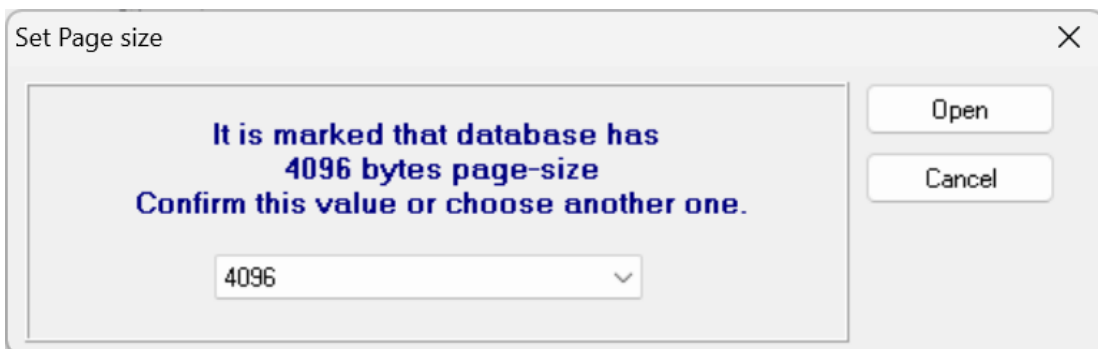 Set Page size
It is marked that database has
4096 bytes page-size
Confirm this value or choose another one.
4096
Open
Cancel